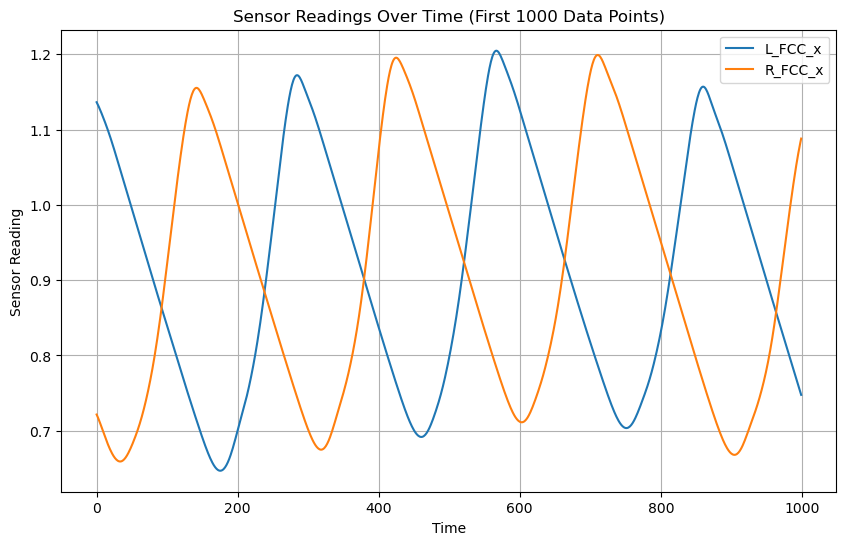 Sensor Readings Over Time (First 1000 Data Points)
L_FCC_x
R_FCC_x
Sensor Reading
1.2
1.1
1.0
0.9
0.8
0.7
0 200 400 600 800 1000
Time